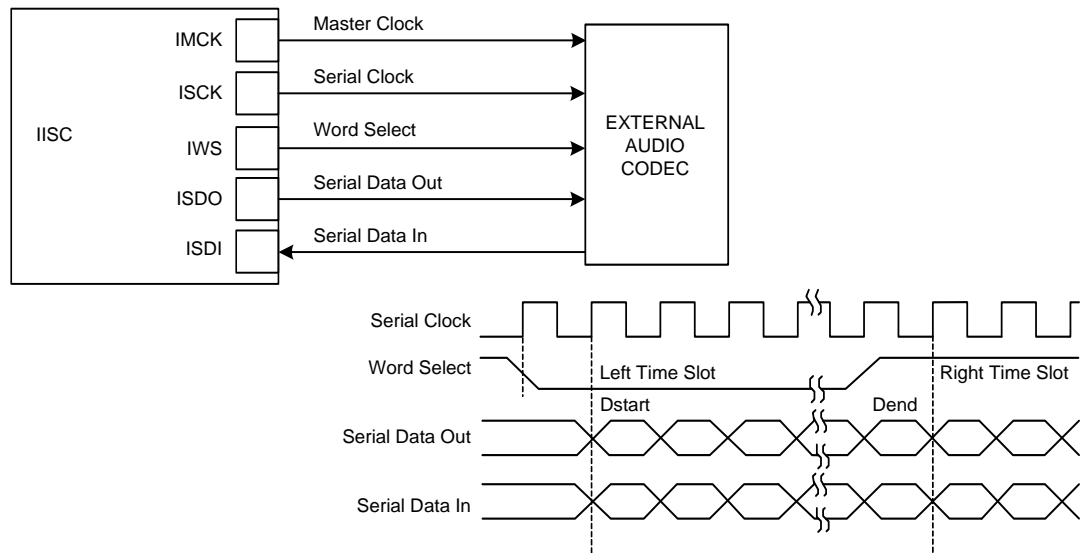 IMCK
Master Clock
ISCK
Serial Clock
IISC
IWS
Word Select
ISDO
Serial Data Out
ISDI
Serial Data In
EXTERNAL
AUDIO
CODEC
Serial Clock
Word Select
Left Time Slot
Right Time Slot
Dstart
Dend
Serial Data Out
Serial Data In